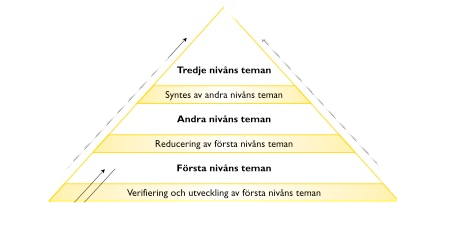 Tredje nivåns teman
Syntes av andra nivåns teman
Andra nivåns teman
Reducering av första nivåns teman
Första nivåns teman
Verifiering och utveckling av första nivåns teman